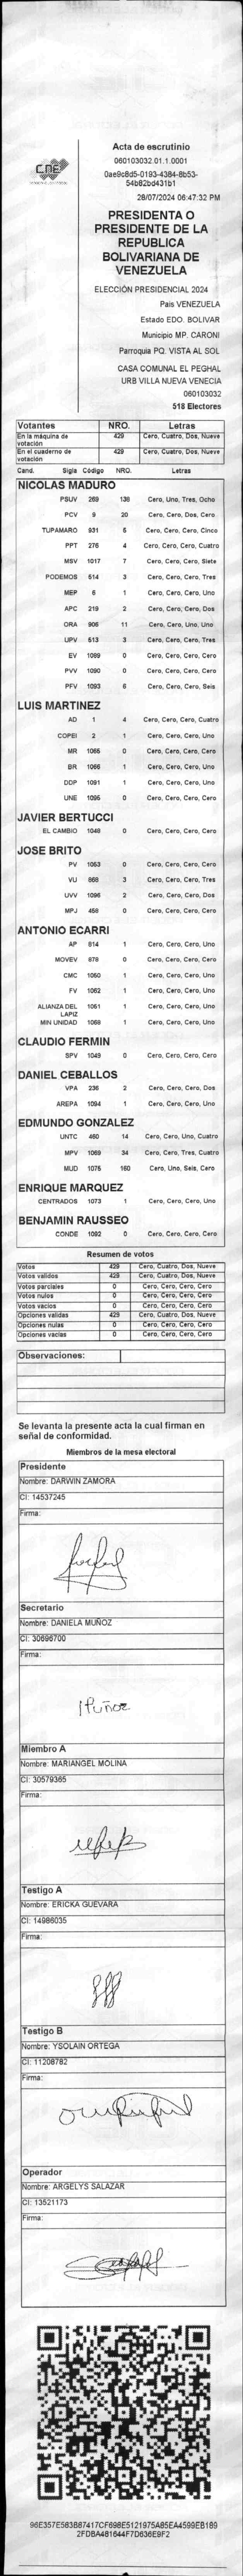 CNE
Acta de escrutinio
060103032.01.1.0001
0ae9c8d5-0193-4384-8b53-
54b82bd431b1
28/07/2024 06:47:32 PM
PRESIDENTA O
PRESIDENTE DE LA
REPUBLICA
BOLIVARIANA DE
VENEZUELA
ELECCIÓN PRESIDENCIAL 2024
País VENEZUELA
Estado EDO. BOLIVAR
Municipio MP. CARONI
Parroquia PQ. VISTA AL SOL
CASA COMUNAL EL PEGHAL
URB VILLA NUEVA VENECIA
060103032
518 Electores
Votantes NRO. Letras
En la máquina de votación 429 Cero, Cuatro, Dos, Nueve
En el cuaderno de votación 429 Cero, Cuatro, Dos, Nueve
Cand. Sigla Código NRO. Letras
NICOLAS MADURO
PSUV 269 138 Cero, Uno, Tres, Ocho
PCV 9 20 Cero, Cero, Dos, Cero
TUPAMARO 931 5 Cero, Cero, Cero, Cinco
PPT 276 4 Cero, Cero, Cero, Cuatro
MSV 1017 7 Cero, Cero, Cero, Siete
PODEMOS 514 3 Cero, Cero, Cero, Tres
MEP 6 1 Cero, Cero, Cero, Uno
APC 219 2 Cero, Cero, Cero, Dos
ORA 906 11 Cero, Cero, Uno, Uno
UPV 513 3 Cero, Cero, Cero, Tres
EV 1089 0 Cero, Cero, Cero, Cero
PVV 1090 0 Cero, Cero, Cero, Cero
PFV 1093 6 Cero, Cero, Cero, Seis
LUIS MARTINEZ
AD 1 4 Cero, Cero, Cero, Cuatro
COPEI 2 1 Cero, Cero, Cero, Uno
MR 1065 0 Cero, Cero, Cero, Cero
BR 1066 1 Cero, Cero, Cero, Uno
DDP 1091 1 Cero, Cero, Cero, Uno
UNE 1095 0 Cero, Cero, Cero, Cero
JAVIER BERTUCCI
EL CAMBIO 1048 0 Cero, Cero, Cero, Cero
JOSE BRITO
PV 1053 0 Cero, Cero, Cero, Cero
VU 868 3 Cero, Cero, Cero, Tres
UVV 1096 2 Cero, Cero, Cero, Dos
MPJ 458 0 Cero, Cero, Cero, Cero
ANTONIO ECARRI
AP 814 1 Cero, Cero, Cero, Uno
MOVEV 878 0 Cero, Cero, Cero, Cero
CMC 1050 1 Cero, Cero, Cero, Uno
FV 1062 1 Cero, Cero, Cero, Uno
ALIANZA DEL LAPIZ 1051 1 Cero, Cero, Cero, Uno
MIN UNIDAD 1068 1 Cero, Cero, Cero, Uno
CLAUDIO FERMIN
SPV 1049 0 Cero, Cero, Cero, Cero
DANIEL CEBALLOS
VPA 236 2 Cero, Cero, Cero, Dos
AREPA 1094 1 Cero, Cero, Cero, Uno
EDMUNDO GONZALEZ
UNTC 460 14 Cero, Cero, Uno, Cuatro
MPV 1069 34 Cero, Cero, Tres, Cuatro
MUD 1075 160 Cero, Uno, Seis, Cero
ENRIQUE MARQUEZ
CENTRADOS 1073 1 Cero, Cero, Cero, Uno
BENJAMIN RAUSSEO
CONDE 1092 0 Cero, Cero, Cero, Cero
Resumen de votos
Votos 429 Cero, Cuatro, Dos, Nueve
Votos validos 429 Cero, Cuatro, Dos, Nueve
Votos parciales 0 Cero, Cero, Cero, Cero
Votos nulos 0 Cero, Cero, Cero, Cero
Votos vacios 0 Cero, Cero, Cero, Cero
Opciones validas 429 Cero, Cuatro, Dos, Nueve
Opciones nulas 0 Cero, Cero, Cero, Cero
Opciones vacias 0 Cero, Cero, Cero, Cero
Observaciones:
Se levanta la presente acta la cual firman en
señal de conformidad.
Miembros de la mesa electoral
Presidente
Nombre: DARWIN ZAMORA
CI: 14537245
Firma:
Secretario
Nombre: DANIELA MUÑOZ
CI: 30696700
Firma:
Muñoz
Miembro A
Nombre: MARIANGEL MOLINA
CI: 30579365
Firma:
Testigo A
Nombre: ERICKA GUEVARA
CI: 14986035
Firma:
Testigo B
Nombre: YSOLAIN ORTEGA
CI: 11208782
Firma:
Operador
Nombre: ARGELYS SALAZAR
CI: 13521173
Firma:
96E357E583B87417CF698E5121975A85EA4599EB189
2FDBA481644F7D636E9F2